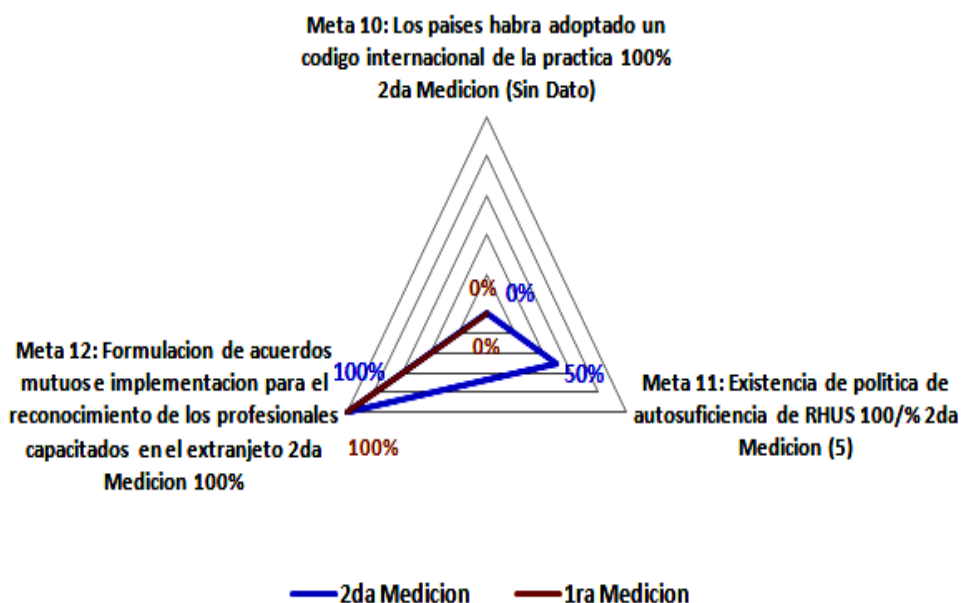 Meta 10: Los paises habra adoptado un
codigo internacional de la practica 100%
2da Medicion (Sin Dato)
0%
0%
0%
Meta 12: Formulacion de acuerdos
mutuos e implementacion para el
reconocimiento de los profesionales
capacitados en el extranjeto 2da
Medicion 100%
100%
100%
50%
Meta 11: Existencia de politica de
autosuficiencia de RHUS 100/% 2da
Medicion (5)
2da Medicion
1ra Medicion